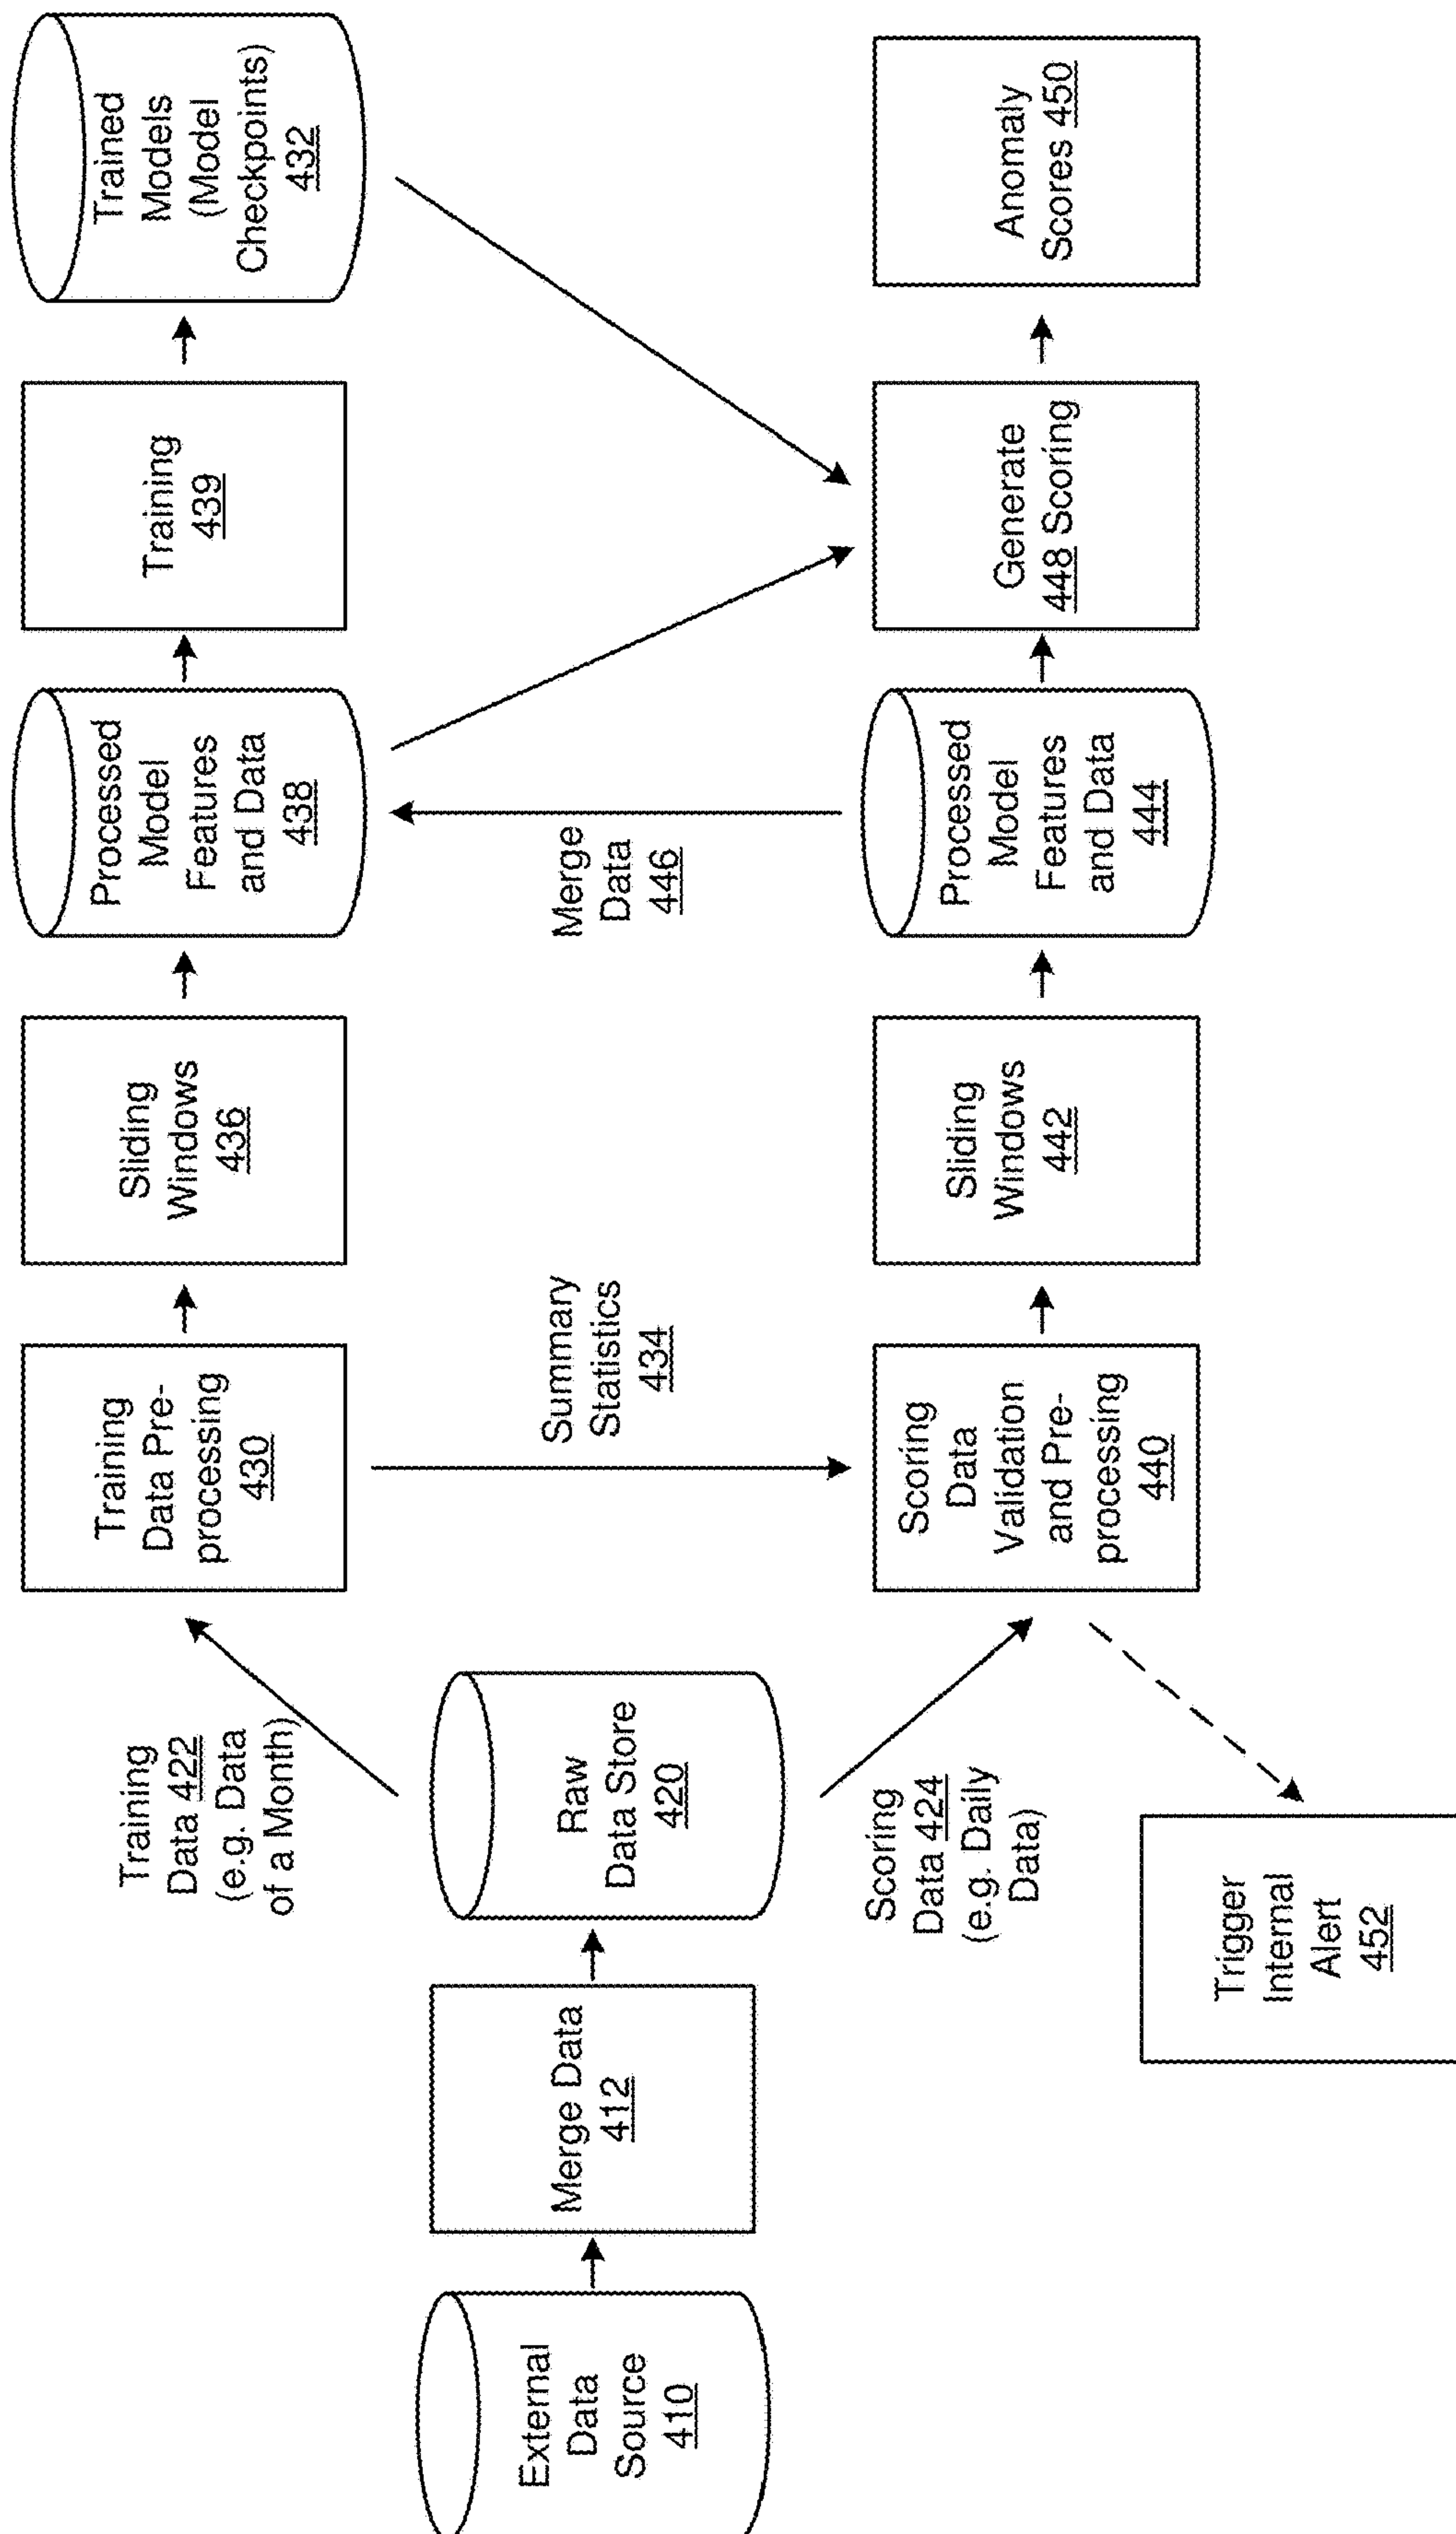 External
Data
Source
410
Merge Data
412
Raw
Data Store
420
Training
Data 422
(e.g. Data
of a Month)
Scoring
Data 424
(e.g. Daily
Data)
Training
Data Pre-
processing
430
Summary
Statistics
434
Scoring
Data
Validation
and Pre-
processing
440
Trigger
Internal
Alert
452
Sliding
Windows
436
Sliding
Windows
442
Processed
Model
Features
and Data
438
Merge
Data
446
Processed
Model
Features
and Data
444
Training
439
Generate
448 Scoring
Trained
Models
(Model
Checkpoints)
432
Anomaly
Scores 450